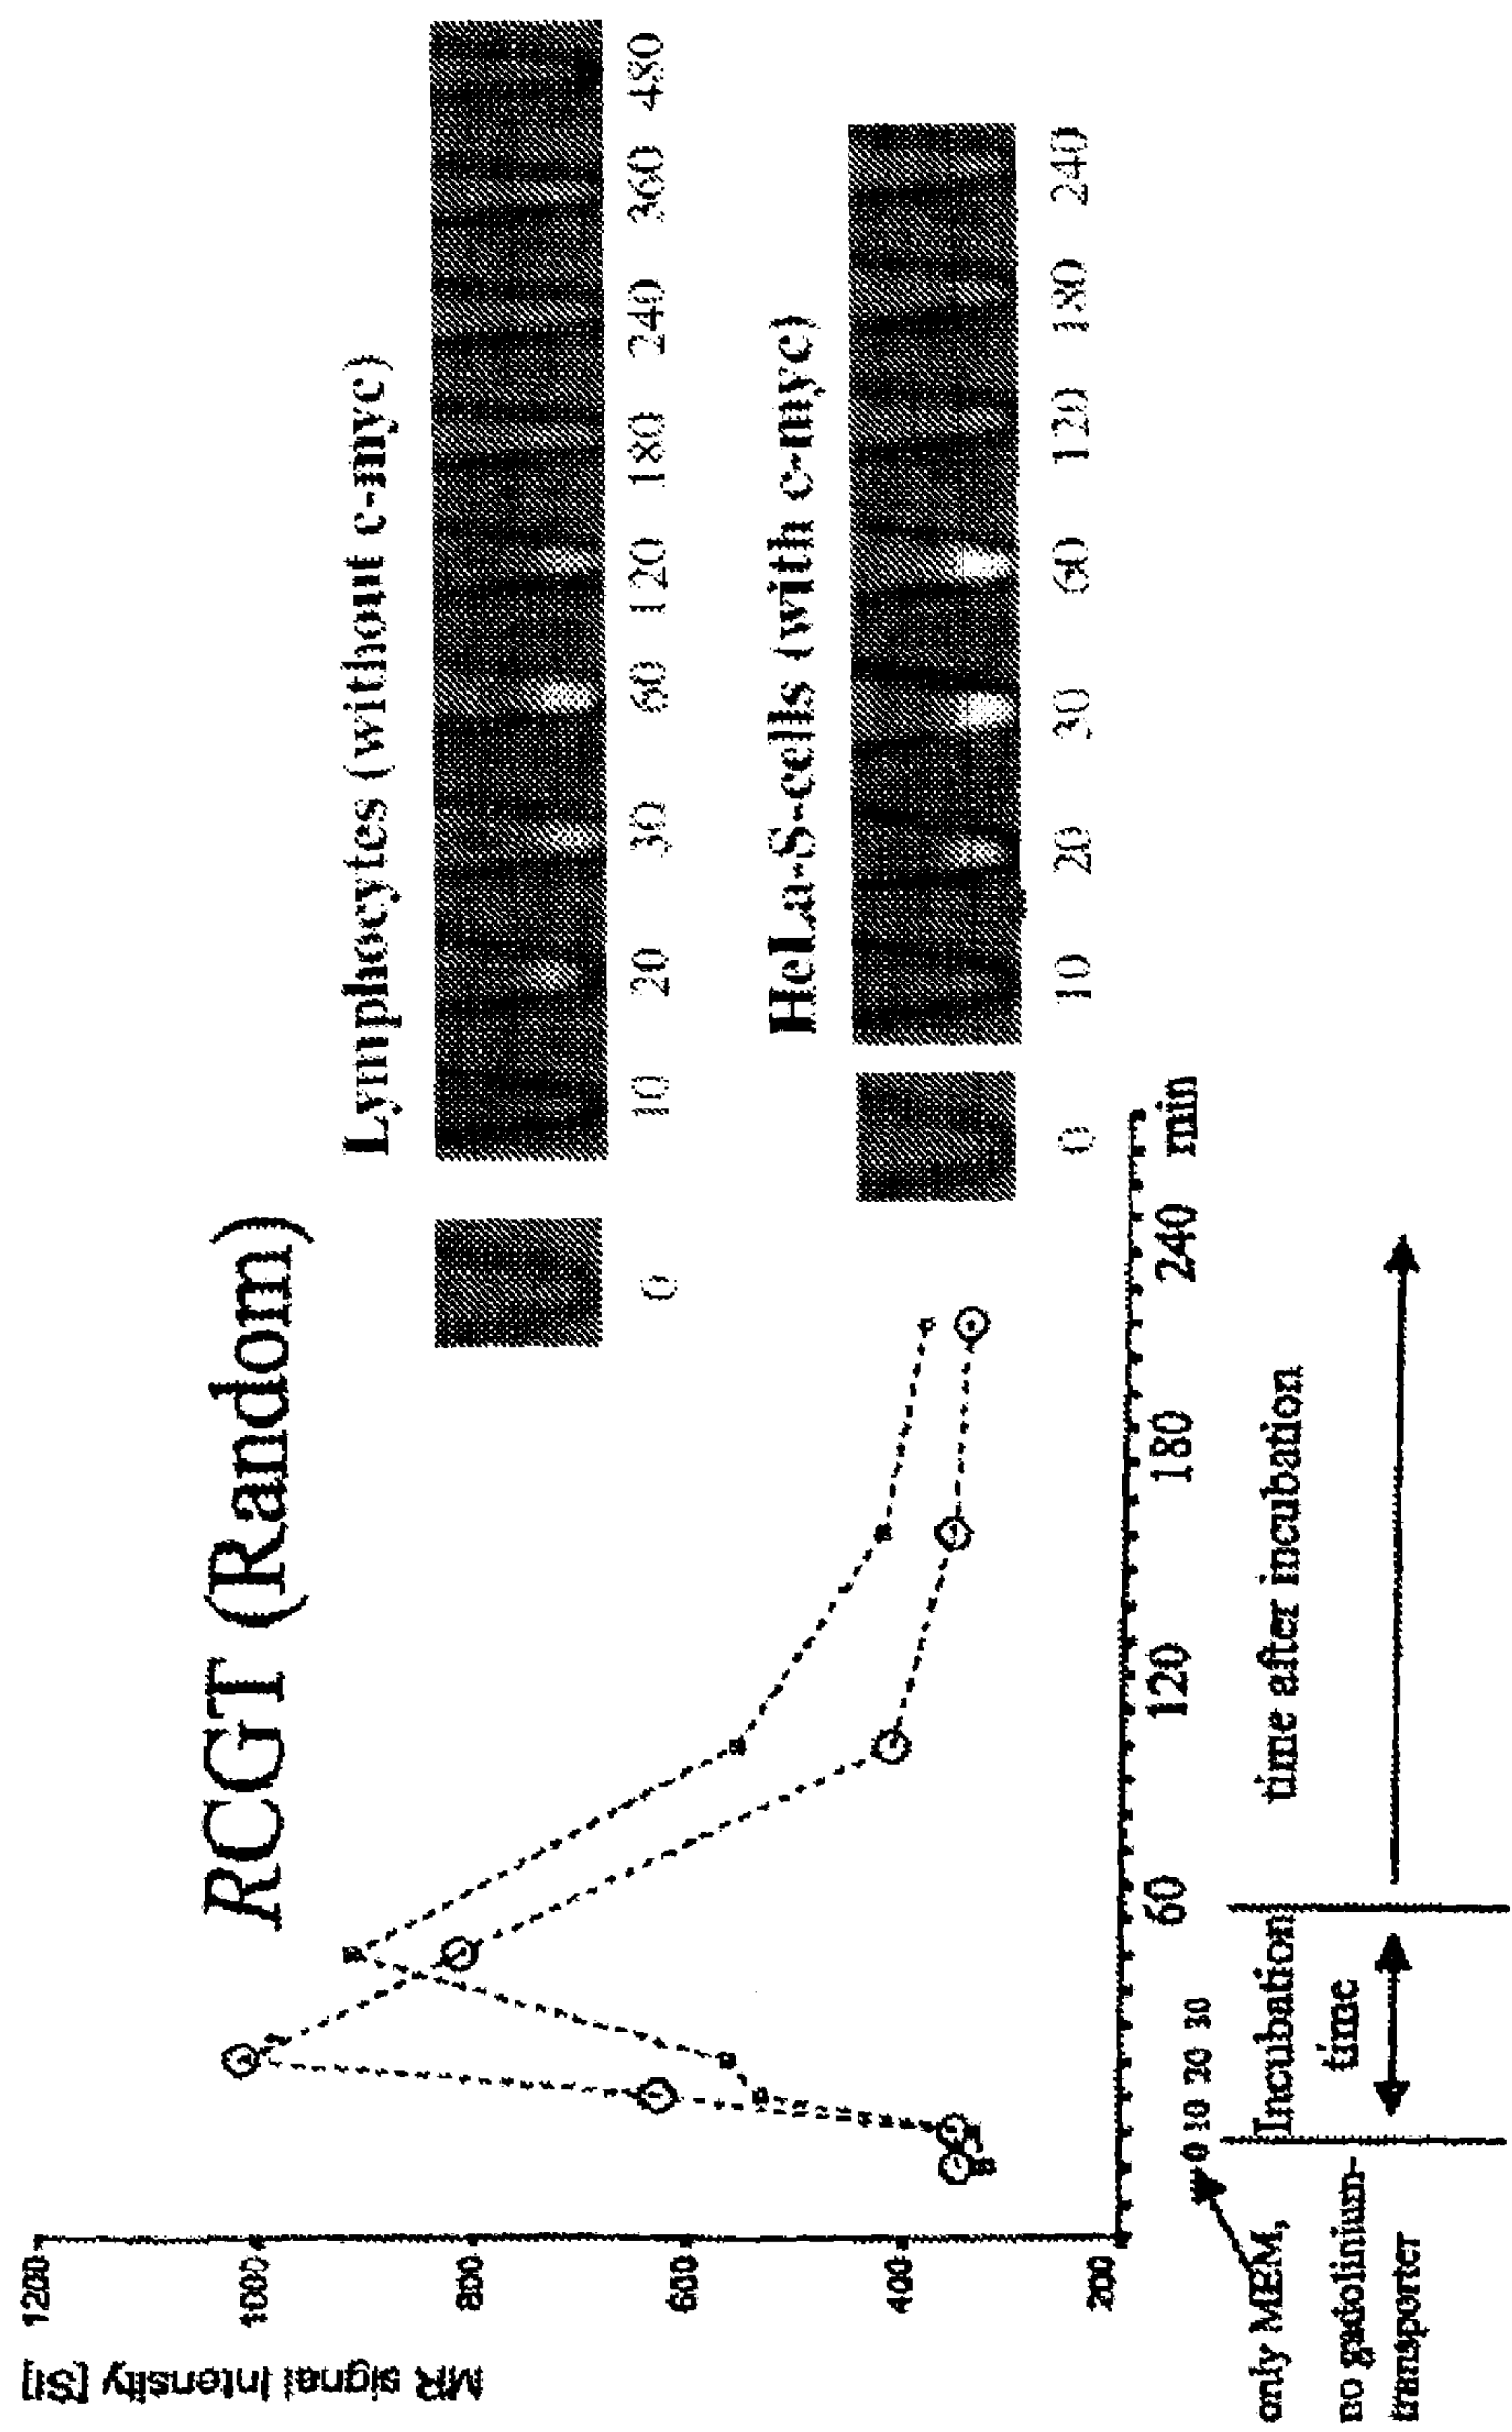 RCGT (Random)
MR signal Intensity [SI]
1200
1000
800
600
400
200
60 120 180 240 min
0 10 20 30
only MEM,
no gadolinium-
transporter
Incubation
time
time after incubation
Lymphocytes (without c-myc)
0 10 20 30 60 120 180 240 360 480
HeLa-S-cells (with c-myc)
0 10 20 30 60 120 180 240